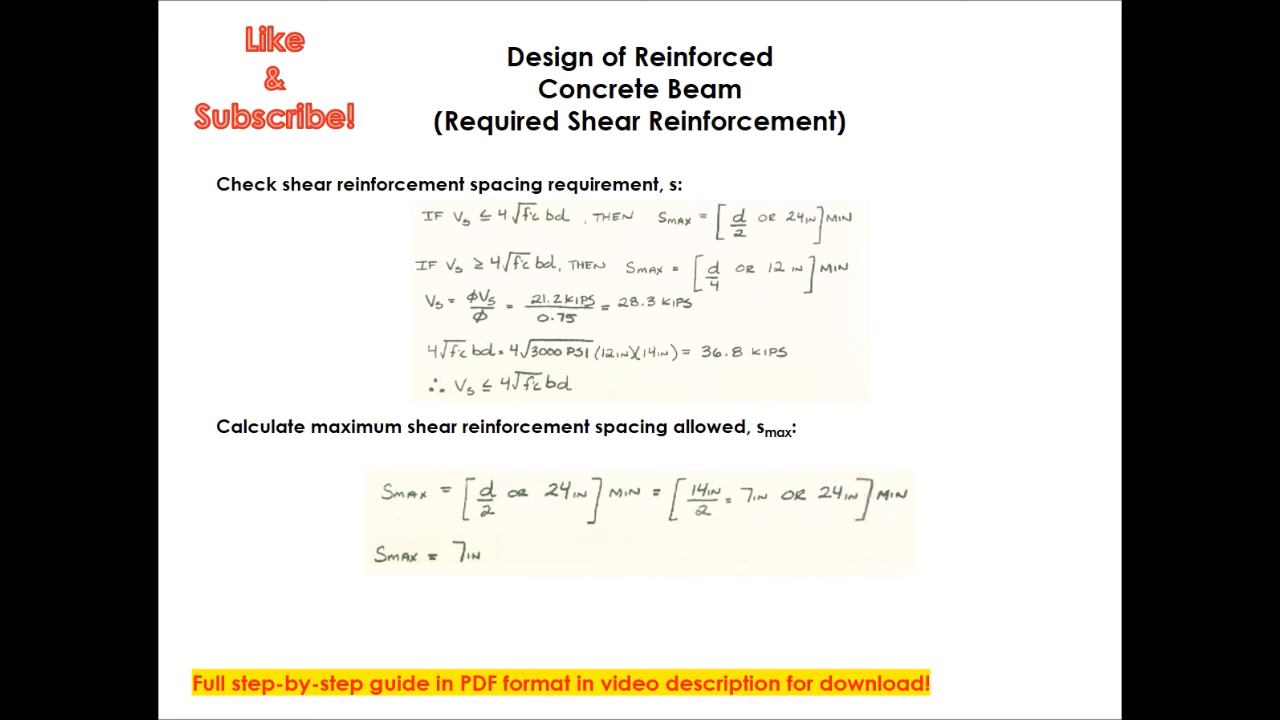 Like
&
Subscribe!
Design of Reinforced
Concrete Beam
(Required Shear Reinforcement)
Check shear reinforcement spacing requirement, s:
IF Vs ≤ 4√f'c bd, THEN SMAX = [d/2 OR 24IN] MIN
IF Vs ≥ 4√f'c bd, THEN SMAX = [d/4 OR 12 IN] MIN
Vs = ϕVs/ϕ = 21.2 KIPS/0.75 = 28.3 KIPS
4√f'c bd = 4√3000 PSI (12IN)(14IN) = 36.8 KIPS
∴ Vs ≤ 4√f'c bd
Calculate maximum shear reinforcement spacing allowed, smax:
SMAX = [d/2 OR 24IN] MIN = [14IN/2 = 7IN OR 24IN] MIN
SMAX = 7IN
Full step-by-step guide in PDF format in video description for download!